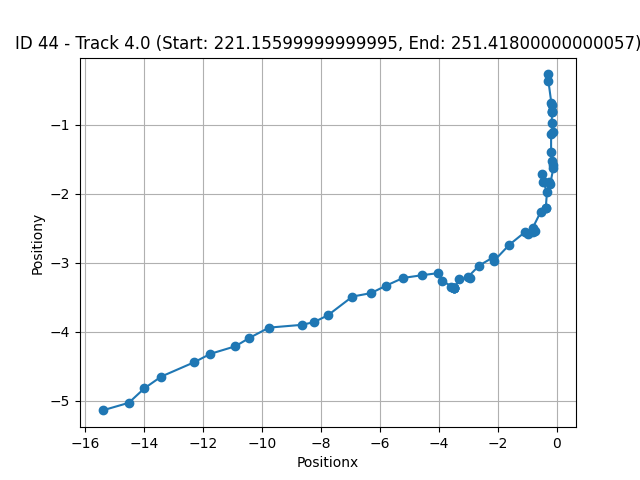 ID 44 - Track 4.0 (Start: 221.15599999999995, End: 251.41800000000057)
Positiony
−1
−2
−3
−4
−5
−16 −14 −12 −10 −8 −6 −4 −2 0
Positionx